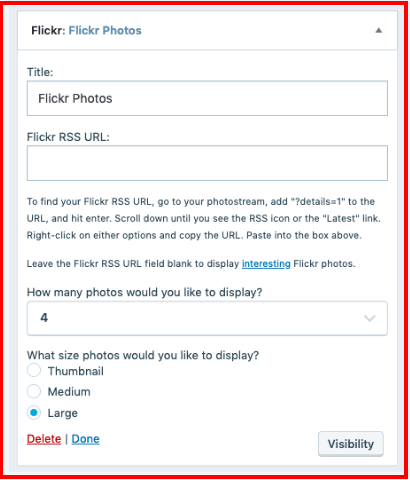 Flickr: Flickr Photos
Title:
Flickr Photos
Flickr RSS URL:
To find your Flickr RSS URL, go to your photostream, add "?details=1" to the
URL, and hit enter. Scroll down until you see the RSS icon or the "Latest" link.
Right-click on either options and copy the URL. Paste into the box above.
Leave the Flickr RSS URL field blank to display interesting Flickr photos.
How many photos would you like to display?
4
What size photos would you like to display?
Thumbnail
Medium
Large
Delete | Done
Visibility